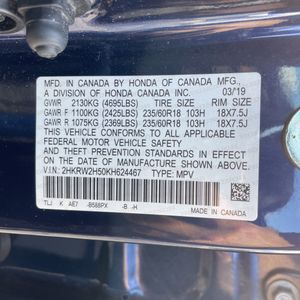 MFD. IN CANADA BY HONDA OF CANADA MFG.,
A DIVISION OF HONDA CANADA INC. 03/19
GVWR 2130KG (4695LBS) TIRE SIZE RIM SIZE
GAWR F 1100KG (2425LBS) 235/60R18 103H 18X7.5J
GAWR R 1075KG (2369LBS) 235/60R18 103H 18X7.5J
THIS VEHICLE CONFORMS TO ALL APPLICABLE
FEDERAL MOTOR VEHICLE SAFETY
AND THEFT PREVENTION STANDARDS IN EFFECT
ON THE DATE OF MANUFACTURE SHOWN ABOVE.
V.I.N: 2HKRW2H50KH624467 TYPE: MPV
TLJ K AE7 -B588PX -B -H
MADE IN CANADA